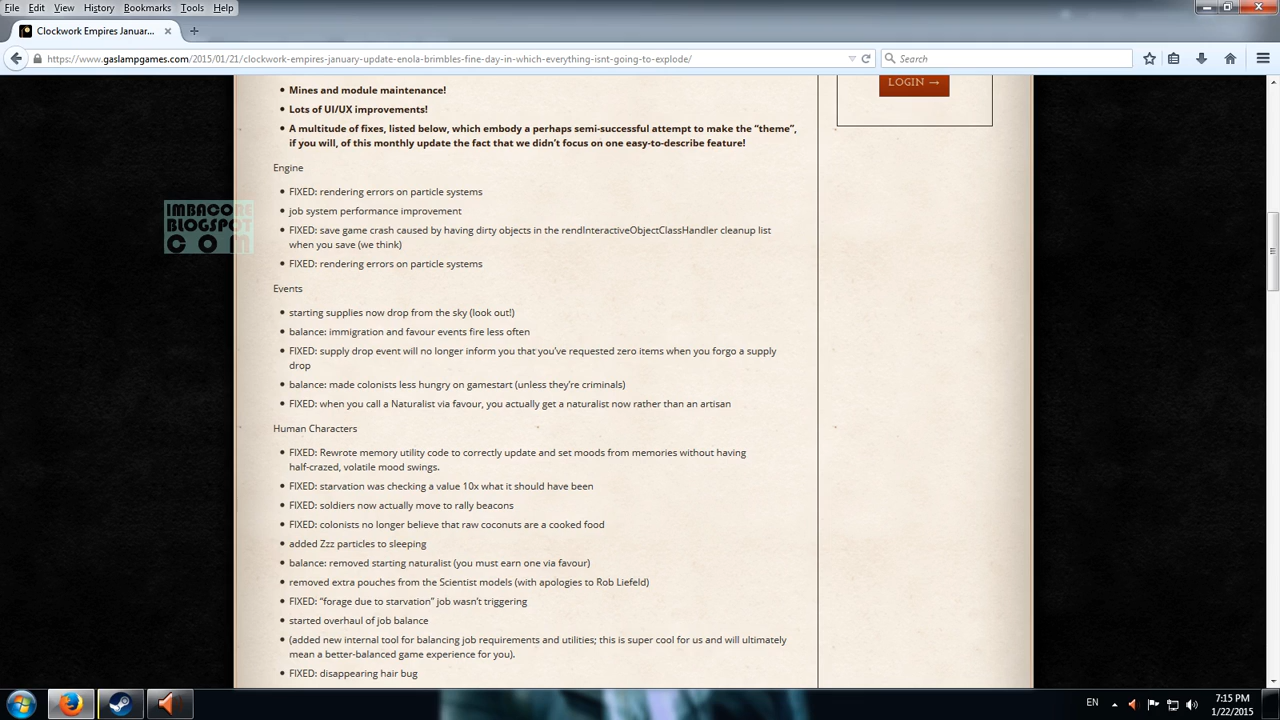 File Edit View History Bookmarks Tools Help
Clockwork Empires Januar...
https://www.gaslampgames.com/2015/01/21/clockwork-empires-january-update-enola-brimbles-fine-day-in-which-everything-isnt-going-to-explode/
Search
LOGIN →
Mines and module maintenance!
Lots of UI/UX improvements!
A multitude of fixes, listed below, which embody a perhaps semi-successful attempt to make the “theme”,
if you will, of this monthly update the fact that we didn’t focus on one easy-to-describe feature!
Engine
FIXED: rendering errors on particle systems
job system performance improvement
FIXED: save game crash caused by having dirty objects in the rendInteractiveObjectClassHandler cleanup list
when you save (we think)
FIXED: rendering errors on particle systems
IMBACORE
BLOGSPOT
COM
Events
starting supplies now drop from the sky (look out!)
balance: immigration and favour events fire less often
FIXED: supply drop event will no longer inform you that you’ve requested zero items when you forgo a supply
drop
balance: made colonists less hungry on gamestart (unless they’re criminals)
FIXED: when you call a Naturalist via favour, you actually get a naturalist now rather than an artisan
Human Characters
FIXED: Rewrote memory utility code to correctly update and set moods from memories without having
half-crazed, volatile mood swings.
FIXED: starvation was checking a value 10x what it should have been
FIXED: soldiers now actually move to rally beacons
FIXED: colonists no longer believe that raw coconuts are a cooked food
added Zzz particles to sleeping
balance: removed starting naturalist (you must earn one via favour)
removed extra pouches from the Scientist models (with apologies to Rob Liefeld)
FIXED: “forage due to starvation” job wasn’t triggering
started overhaul of job balance
(added new internal tool for balancing job requirements and utilities; this is super cool for us and will ultimately
mean a better-balanced game experience for you).
FIXED: disappearing hair bug
EN
7:15 PM
1/22/2015